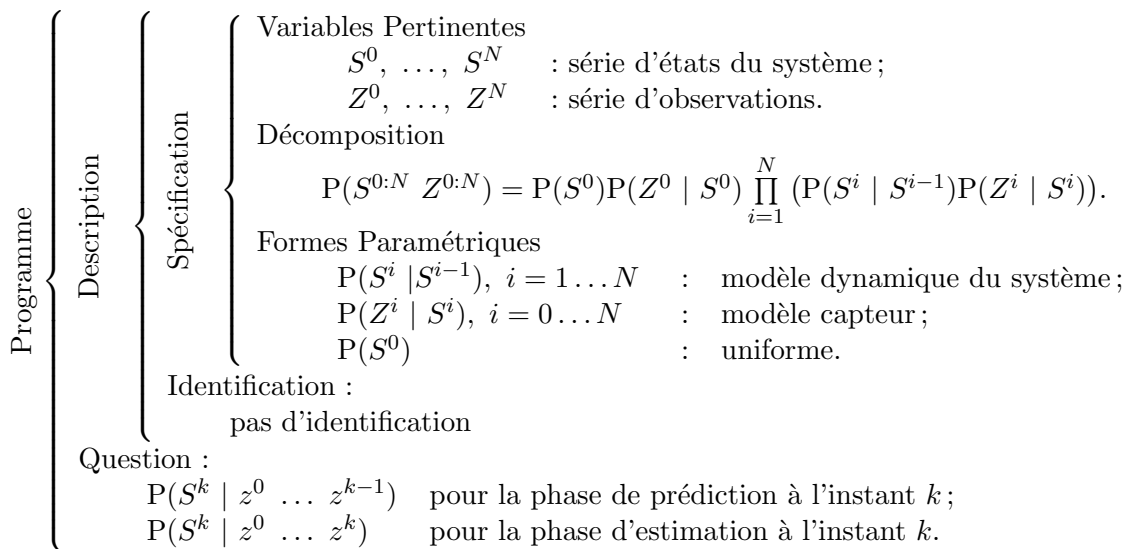 Programme
Description
Spécification
Variables Pertinentes
S^0, …, S^N : série d'états du système ;
Z^0, …, Z^N : série d'observations.
Décomposition
P(S^{0:N} Z^{0:N}) = P(S^0)P(Z^0 | S^0) ∏_{i=1}^{N} (P(S^i | S^{i−1})P(Z^i | S^i)).
Formes Paramétriques
P(S^i |S^{i−1}), i = 1…N : modèle dynamique du système ;
P(Z^i | S^i), i = 0…N : modèle capteur ;
P(S^0) : uniforme.
Identification :
pas d'identification
Question :
P(S^k | z^0 … z^{k−1}) pour la phase de prédiction à l'instant k ;
P(S^k | z^0 … z^k) pour la phase d'estimation à l'instant k.